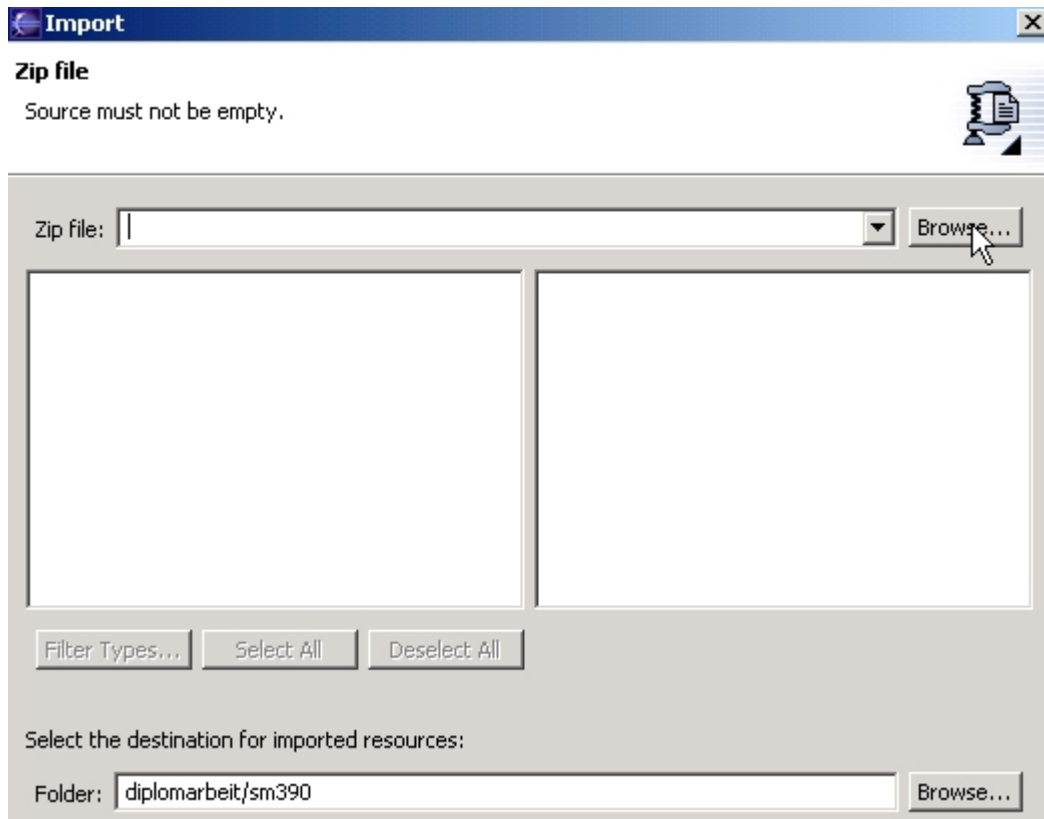 Import
Zip file
Source must not be empty.
Zip file: Browse...
Filter Types... Select All Deselect All
Select the destination for imported resources:
Folder: diplomarbeit/sm390 Browse...